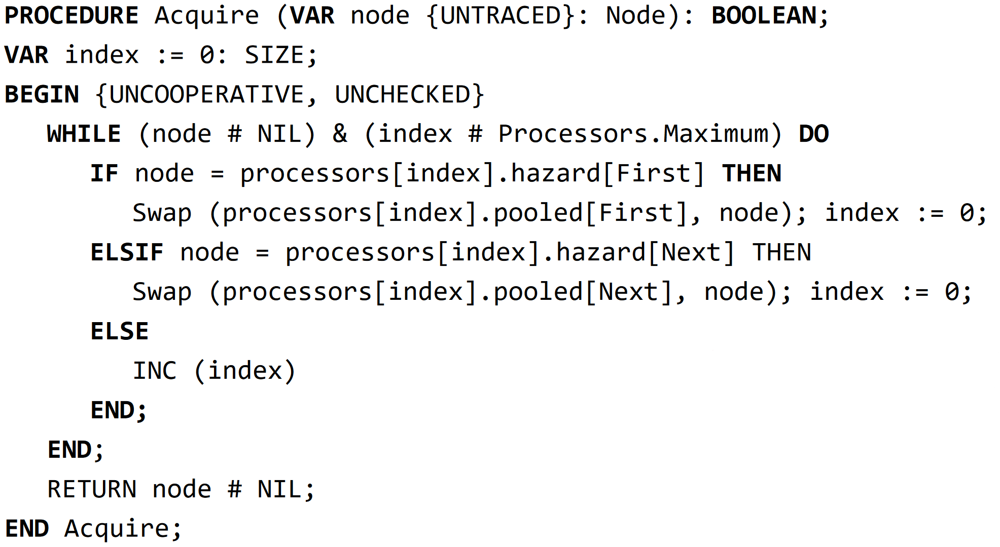 PROCEDURE Acquire (VAR node {UNTRACED}: Node): BOOLEAN;
VAR index := 0: SIZE;
BEGIN {UNCOOPERATIVE, UNCHECKED}
WHILE (node # NIL) & (index # Processors.Maximum) DO
IF node = processors[index].hazard[First] THEN
Swap (processors[index].pooled[First], node); index := 0;
ELSIF node = processors[index].hazard[Next] THEN
Swap (processors[index].pooled[Next], node); index := 0;
ELSE
INC (index)
END;
END;
RETURN node # NIL;
END Acquire;